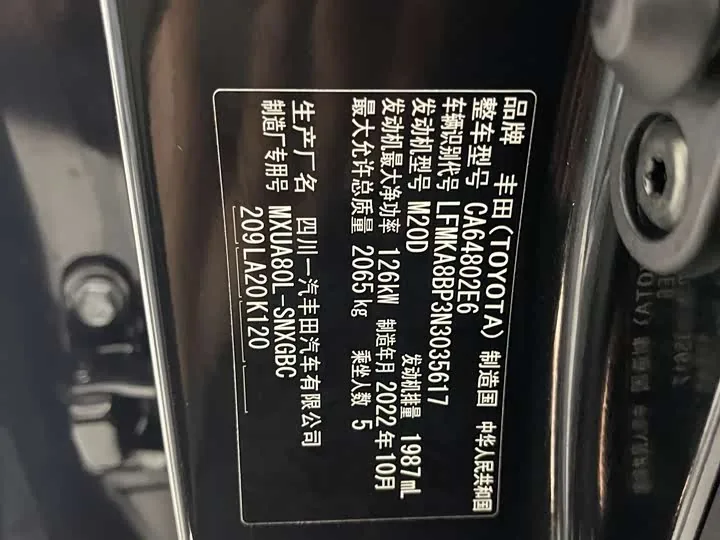 品牌 丰田(TOYOTA) 制造国 中华人民共和国
整车型号 CA64802E6
车辆识别代号 LFMKA8BP3N3035617
发动机型号 M20D 发动机排量 1987mL
发动机最大净功率 126kW 制造年月 2022年10月
最大允许总质量 2065kg 乘坐人数 5
生产厂名 四川一汽丰田汽车有限公司
制造厂专用号 MXUA80L-SNXGBC
209 LA20 K120